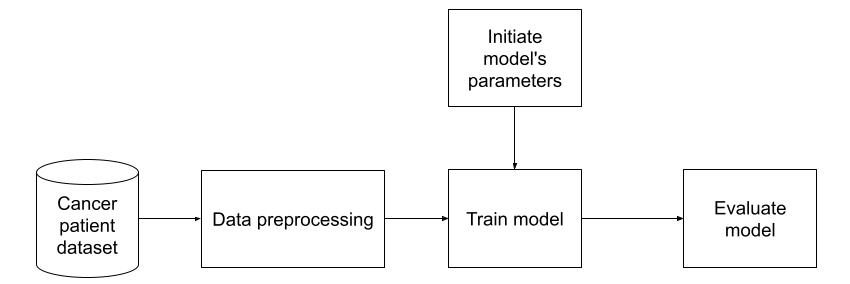 Initiate
model's
parameters
Cancer
patient
dataset
Data preprocessing
Train model
Evaluate
model